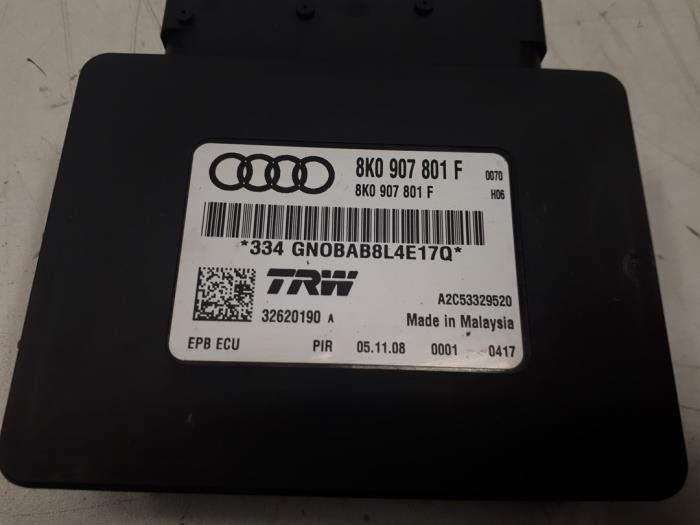 8K0 907 801 F 0070
8K0 907 801 F H06
*334 GN0BAB8L4E17Q*
TRW A2C53329520
32620190 A Made in Malaysia
EPB ECU PIR 05.11.08 0001 0417